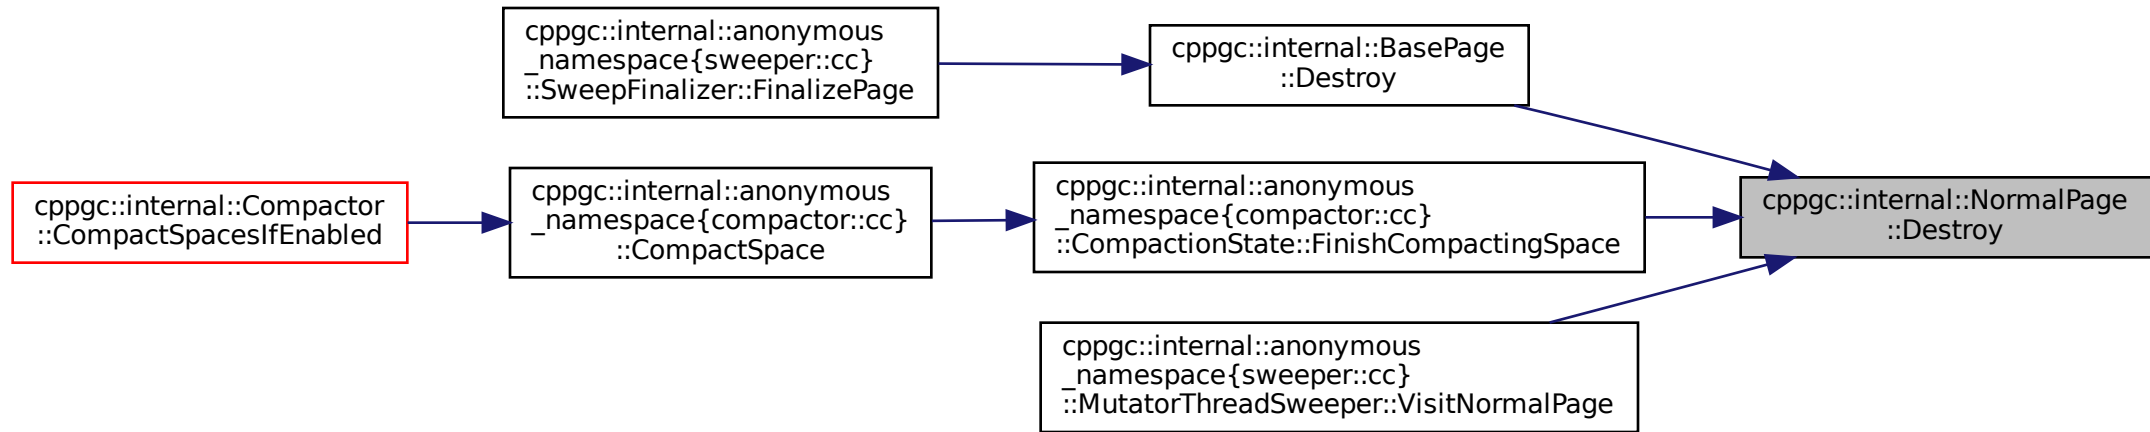 cppgc::internal::anonymous
_namespace{sweeper::cc}
::SweepFinalizer::FinalizePage
cppgc::internal::BasePage
::Destroy
cppgc::internal::Compactor
::CompactSpacesIfEnabled
cppgc::internal::anonymous
_namespace{compactor::cc}
::CompactSpace
cppgc::internal::anonymous
_namespace{compactor::cc}
::CompactionState::FinishCompactingSpace
cppgc::internal::NormalPage
::Destroy
cppgc::internal::anonymous
_namespace{sweeper::cc}
::MutatorThreadSweeper::VisitNormalPage